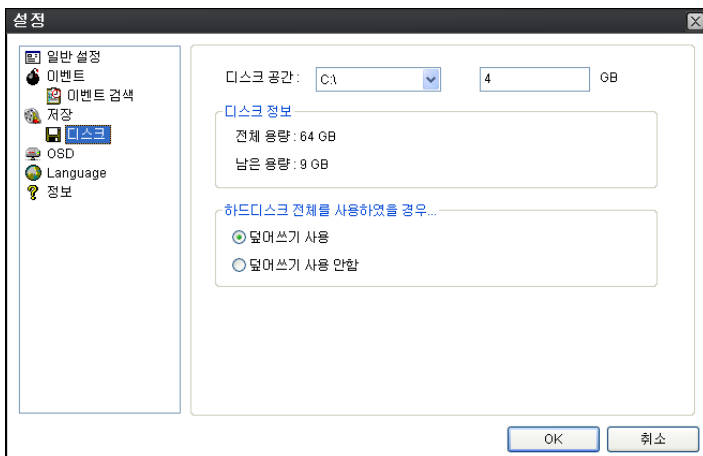 설정
일반 설정
이벤트
이벤트 검색
저장
디스크
OSD
Language
정보
디스크 공간 : C:\ 4 GB
디스크 정보
전체 용량 : 64 GB
남은 용량 : 9 GB
하드디스크 전체를 사용하였을 경우...
덮어쓰기 사용
덮어쓰기 사용 안함
OK 취소